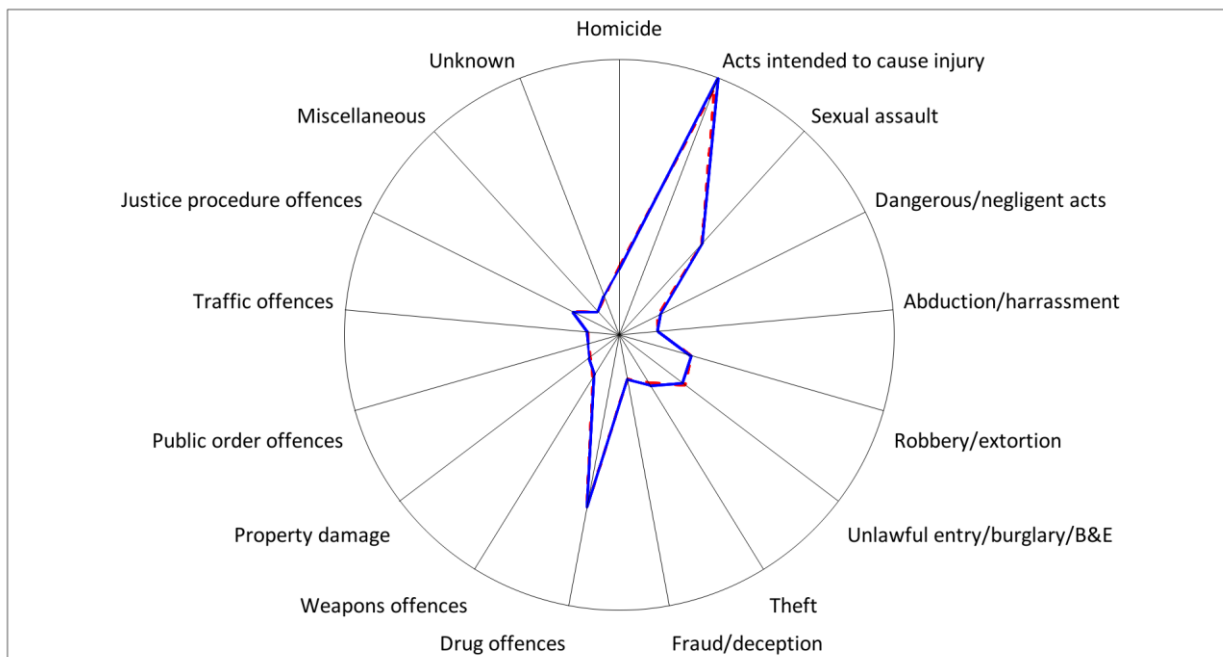 Homicide
Unknown
Acts intended to cause injury
Miscellaneous
Sexual assault
Justice procedure offences
Dangerous/negligent acts
Traffic offences
Abduction/harrassment
Public order offences
Robbery/extortion
Property damage
Unlawful entry/burglary/B&E
Weapons offences
Theft
Drug offences
Fraud/deception